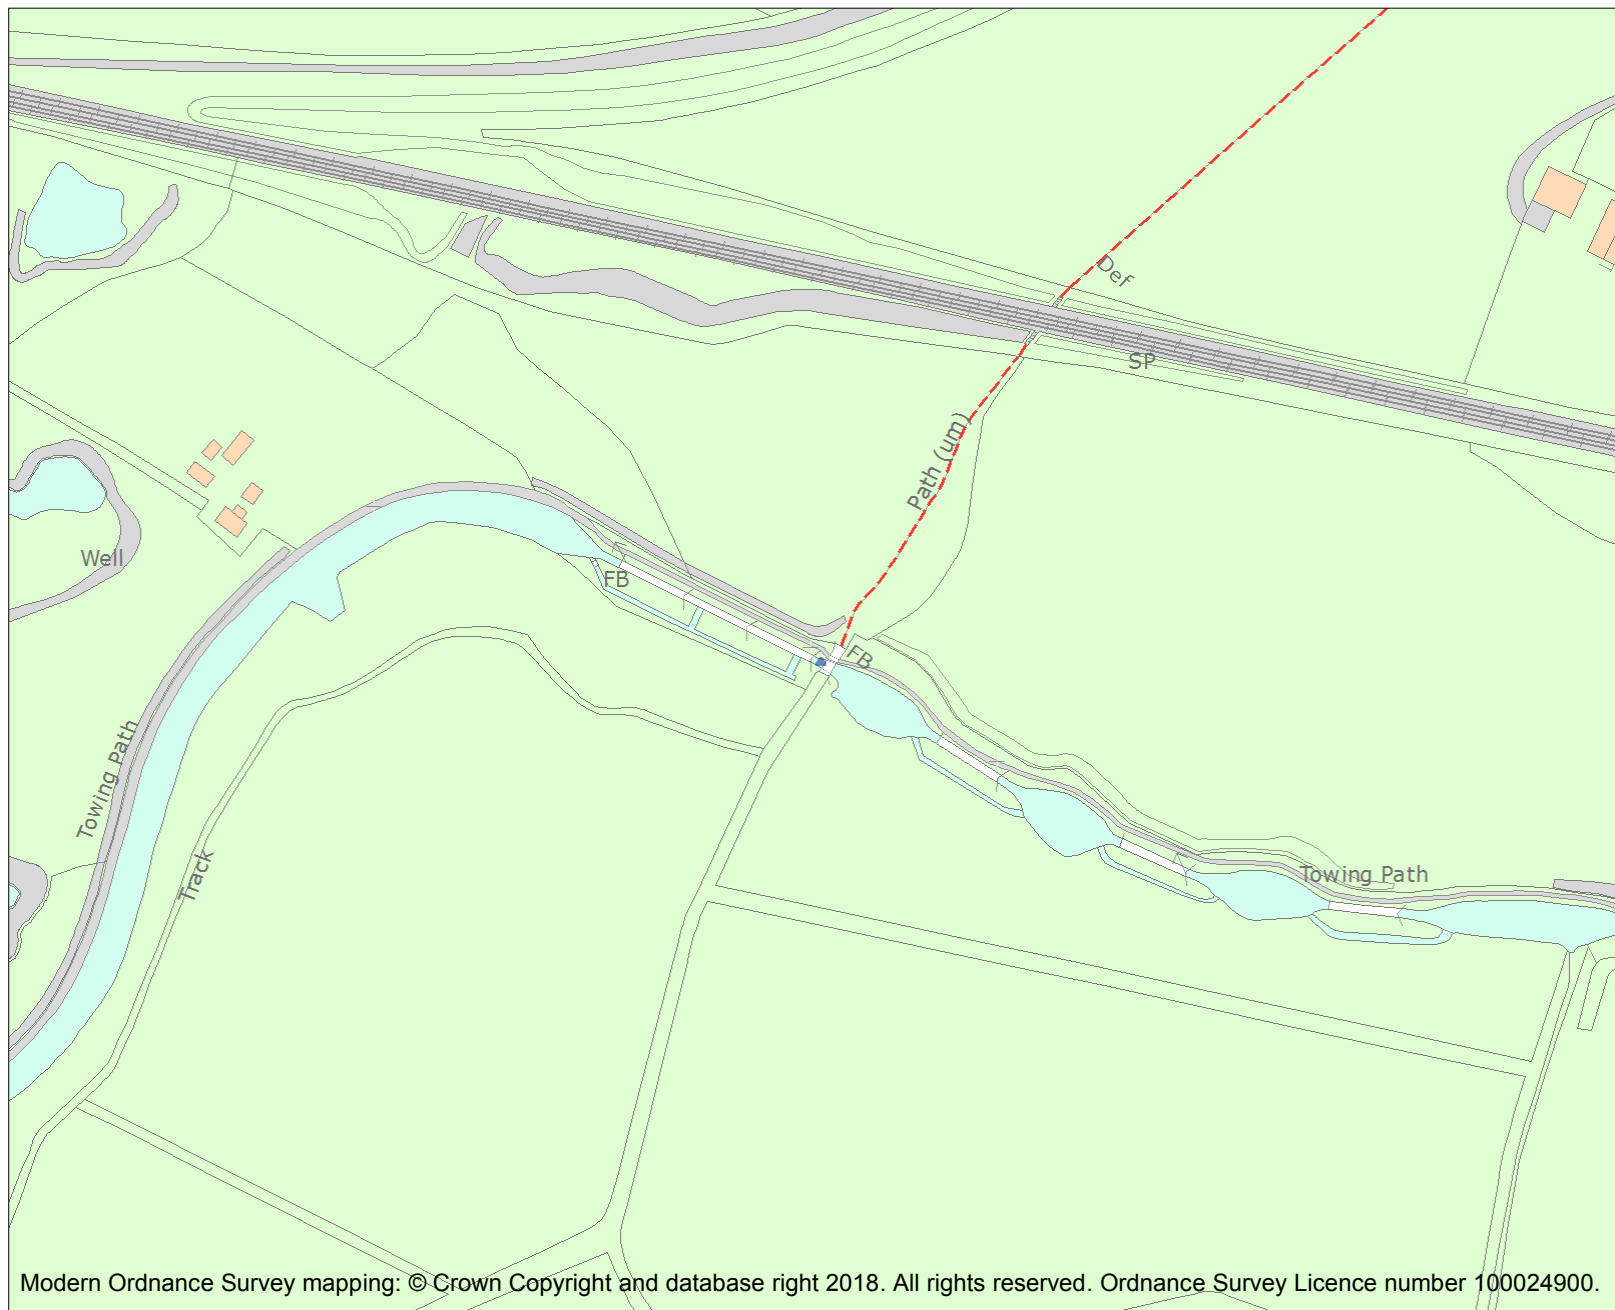 Def
SP
Path (um)
Well
FB
FB
Towing Path
Track
Towing Path
Modern Ordnance Survey mapping: © Crown Copyright and database right 2018. All rights reserved. Ordnance Survey Licence number 100024900.